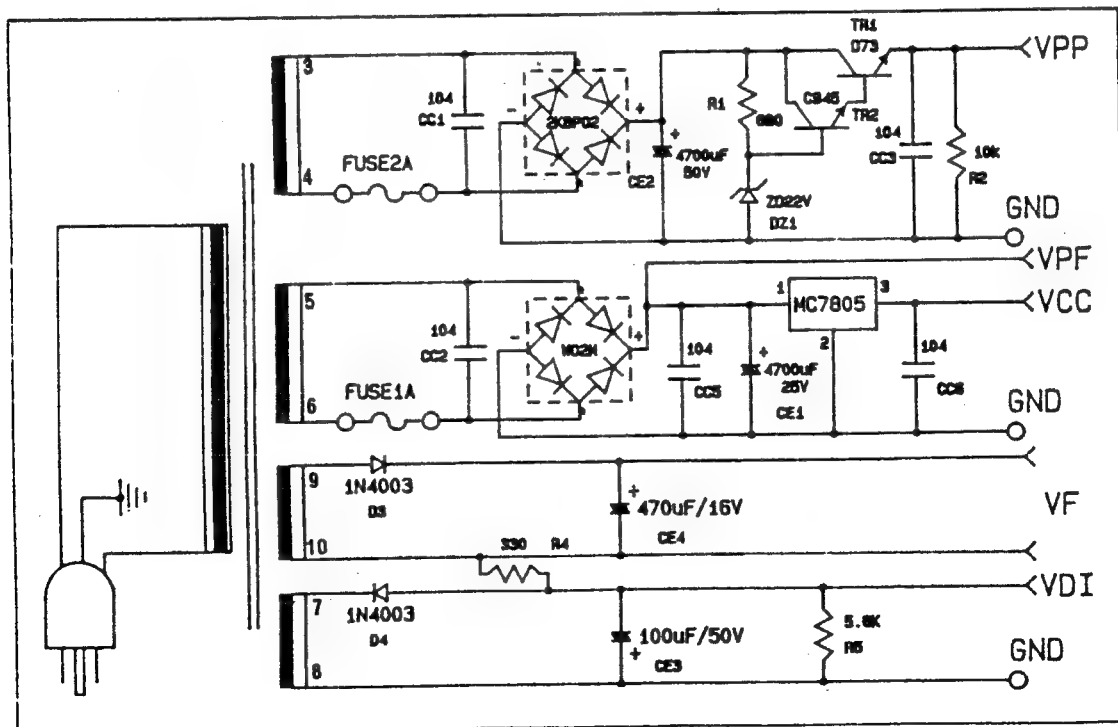 TR1
D73
VPP
3
104
CC1
4
FUSE2A
-
2KBP02
+
4700uF
50V
CE2
R1
680
C945
TR2
ZD22V
DZ1
104
CC3
10K
R2
GND
VPF
5
104
CC2
6
FUSE1A
-
W02M
+
104
CC5
+
4700uF
25V
CE1
1
MC7805
3
2
VCC
104
CC6
GND
9
1N4003
D3
10
+
470uF/16V
CE4
VF
330
R4
7
1N4003
D4
8
100uF/50V
+
CE3
VDI
5.6K
R5
GND